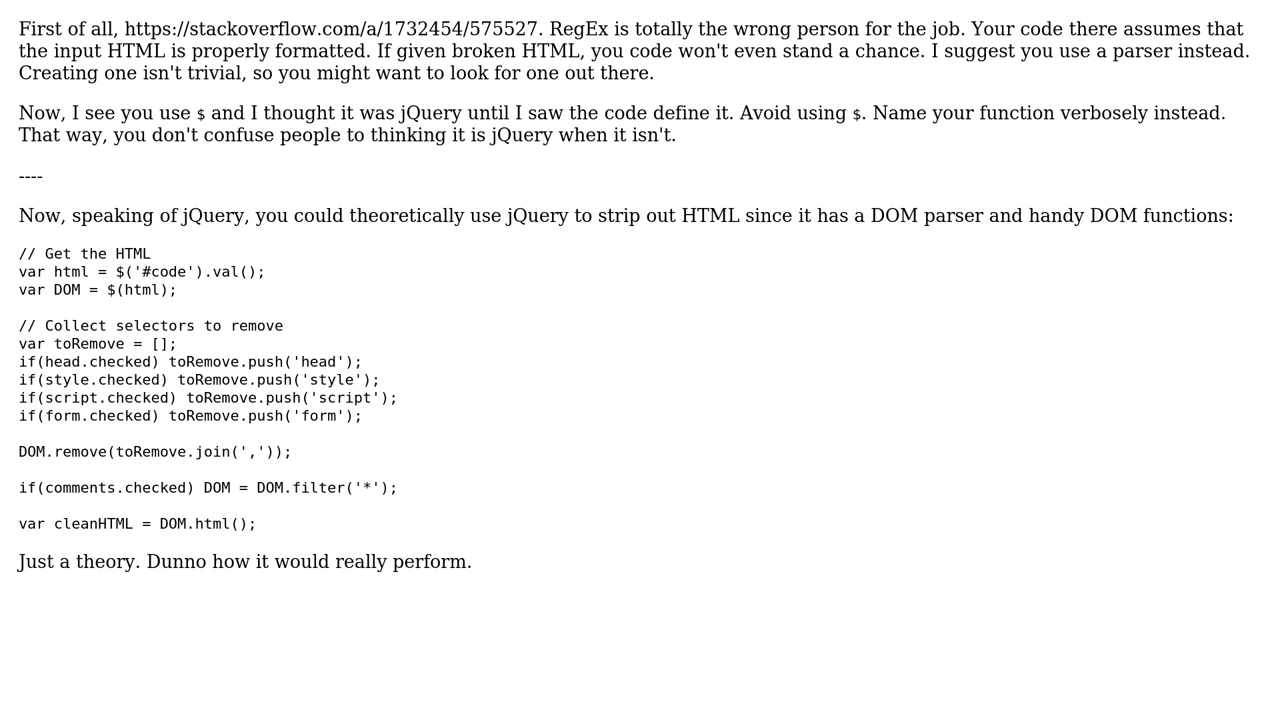 First of all, https://stackoverflow.com/a/1732454/575527. RegEx is totally the wrong person for the job. Your code there assumes that
the input HTML is properly formatted. If given broken HTML, you code won't even stand a chance. I suggest you use a parser instead.
Creating one isn't trivial, so you might want to look for one out there.
Now, I see you use $ and I thought it was jQuery until I saw the code define it. Avoid using $. Name your function verbosely instead.
That way, you don't confuse people to thinking it is jQuery when it isn't.
----
Now, speaking of jQuery, you could theoretically use jQuery to strip out HTML since it has a DOM parser and handy DOM functions:
// Get the HTML
var html = $('#code').val();
var DOM = $(html);
// Collect selectors to remove
var toRemove = [];
if(head.checked) toRemove.push('head');
if(style.checked) toRemove.push('style');
if(script.checked) toRemove.push('script');
if(form.checked) toRemove.push('form');
DOM.remove(toRemove.join(','));
if(comments.checked) DOM = DOM.filter('*');
var cleanHTML = DOM.html();
Just a theory. Dunno how it would really perform.